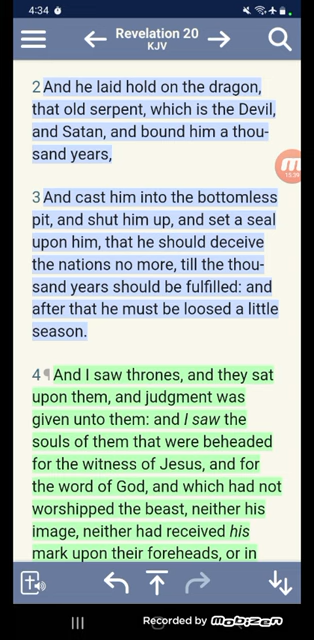 4:34
Revelation 20
KJV
2 And he laid hold on the dragon,
that old serpent, which is the Devil,
and Satan, and bound him a thou-
sand years,
15:39
3 And cast him into the bottomless
pit, and shut him up, and set a seal
upon him, that he should deceive
the nations no more, till the thou-
sand years should be fulfilled: and
after that he must be loosed a little
season.
4 ¶ And I saw thrones, and they sat
upon them, and judgment was
given unto them: and I saw the
souls of them that were beheaded
for the witness of Jesus, and for
the word of God, and which had not
worshipped the beast, neither his
image, neither had received his
mark upon their foreheads, or in
Recorded by Mobizen